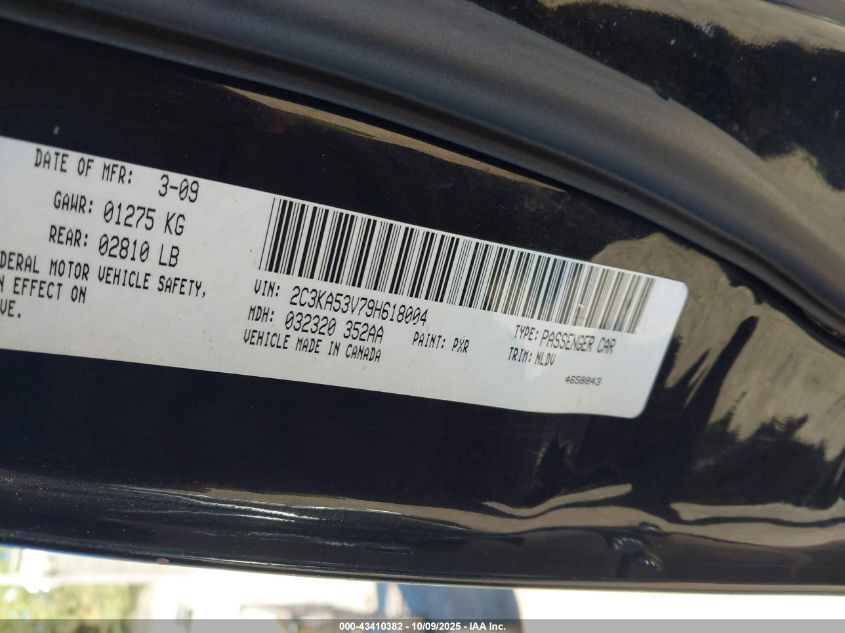 DATE OF MFR: 3-09
GAWR: 01275 KG
REAR: 02810 LB
DERAL MOTOR VEHICLE SAFETY,
N EFFECT ON
VE.
VIN: 2C3KA53V79H618004
MDH: 032320 352AA
PAINT: PXR
VEHICLE MADE IN CANADA
TYPE: PASSENGER CAR
TRIM: NLDV
4658843
000-43410382 - 10/09/2025 - IAA Inc.